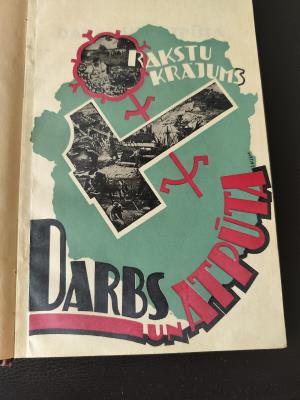 RAKSTU
KRĀJUMS
DARBS
UN ATPŪTA